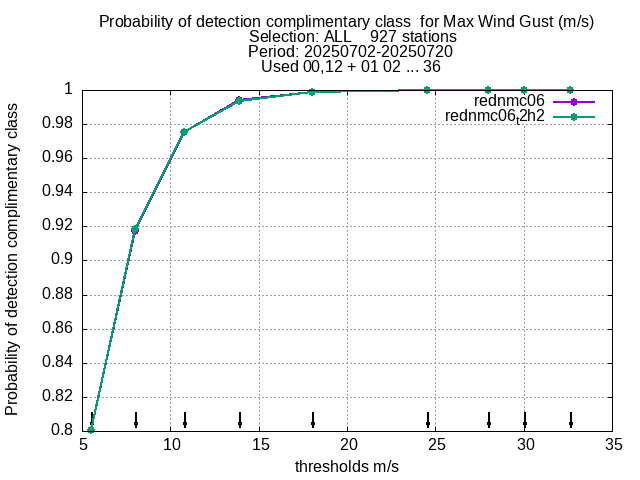 Probability of detection complimentary class  for Max Wind Gust (m/s)
Selection: ALL    927 stations
Period: 20250702-20250720
Used 00,12 + 01 02 ... 36
Probability of detection complimentary class
1
0.98
0.96
0.94
0.92
0.9
0.88
0.86
0.84
0.82
0.8
rednmc06
rednmc06,2h2
5
10
15
20
25
30
35
thresholds m/s